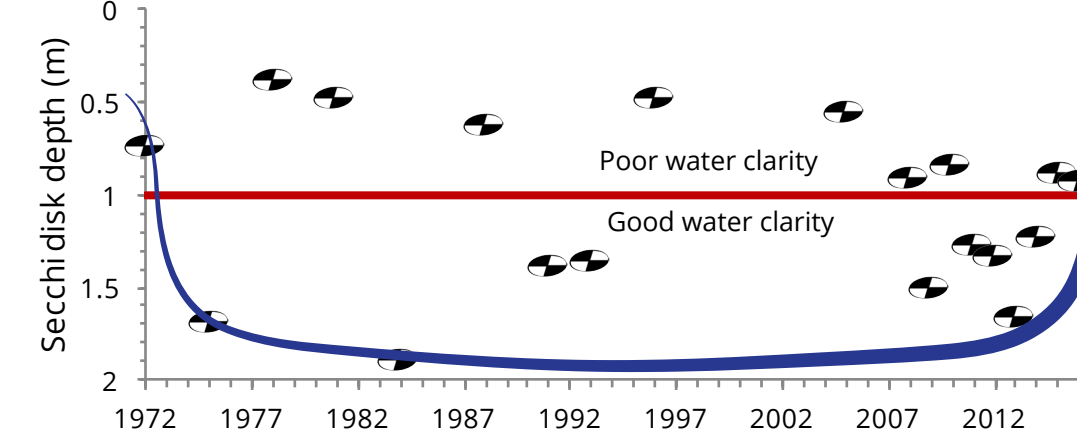 0
0.5
1
1.5
2
Secchi disk depth (m)
Poor water clarity
Good water clarity
1972 1977 1982 1987 1992 1997 2002 2007 2012